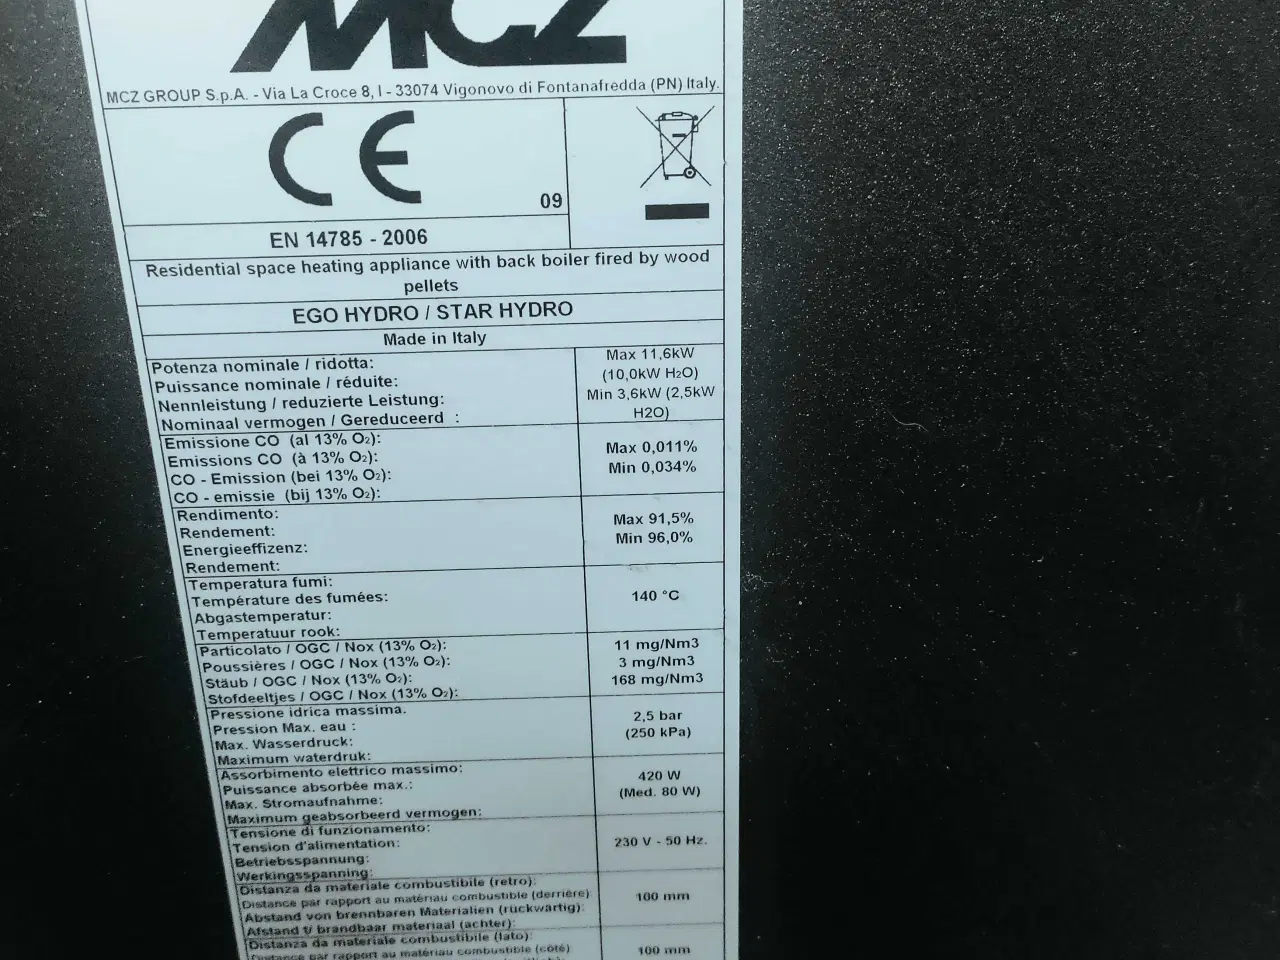 MCZ
MCZ GROUP S.p.A. - Via La Croce 8, I - 33074 Vigonovo di Fontanafredda (PN) Italy.
CE
09
EN 14785 - 2006
Residential space heating appliance with back boiler fired by wood
pellets
EGO HYDRO / STAR HYDRO
Made in Italy
Potenza nominale / ridotta:
Puissance nominale / réduite:
Nennleistung / reduzierte Leistung:
Nominaal vermogen / Gereduceerd :
Max 11,6kW
(10,0kW H2O)
Min 3,6kW (2,5kW
H2O)
Emissione CO (al 13% O2):
Emissions CO (à 13% O2):
CO - Emission (bei 13% O2):
CO - emissie (bij 13% O2):
Max 0,011%
Min 0,034%
Rendimento:
Rendement:
Energieeffizenz:
Rendement:
Max 91,5%
Min 96,0%
Temperatura fumi:
Température des fumées:
Abgastemperatur:
Temperatuur rook:
140 °C
Particolato / OGC / Nox (13% O2):
Poussières / OGC / Nox (13% O2):
Stäub / OGC / Nox (13% O2):
Stofdeeltjes / OGC / Nox (13% O2):
11 mg/Nm3
3 mg/Nm3
168 mg/Nm3
Pressione idrica massima.
Pression Max. eau :
Max. Wasserdruck:
Maximum waterdruk:
2,5 bar
(250 kPa)
Assorbimento elettrico massimo:
Puissance absorbée max.:
Max. Stromaufnahme:
Maximum geabsorbeerd vermogen:
420 W
(Med. 80 W)
Tensione di funzionamento:
Tension d'alimentation:
Betriebsspannung:
Werkingsspanning:
230 V - 50 Hz.
Distanza da materiale combustibile (retro):
Distance par rapport au matériau combustible (derrière)
Abstand von brennbaren Materialien (rückwärtig):
Afstand t/ brandbaar materiaal (achter):
100 mm
Distanza da materiale combustibile (lato):
Distance par rapport au matériau combustible (côté)
100 mm